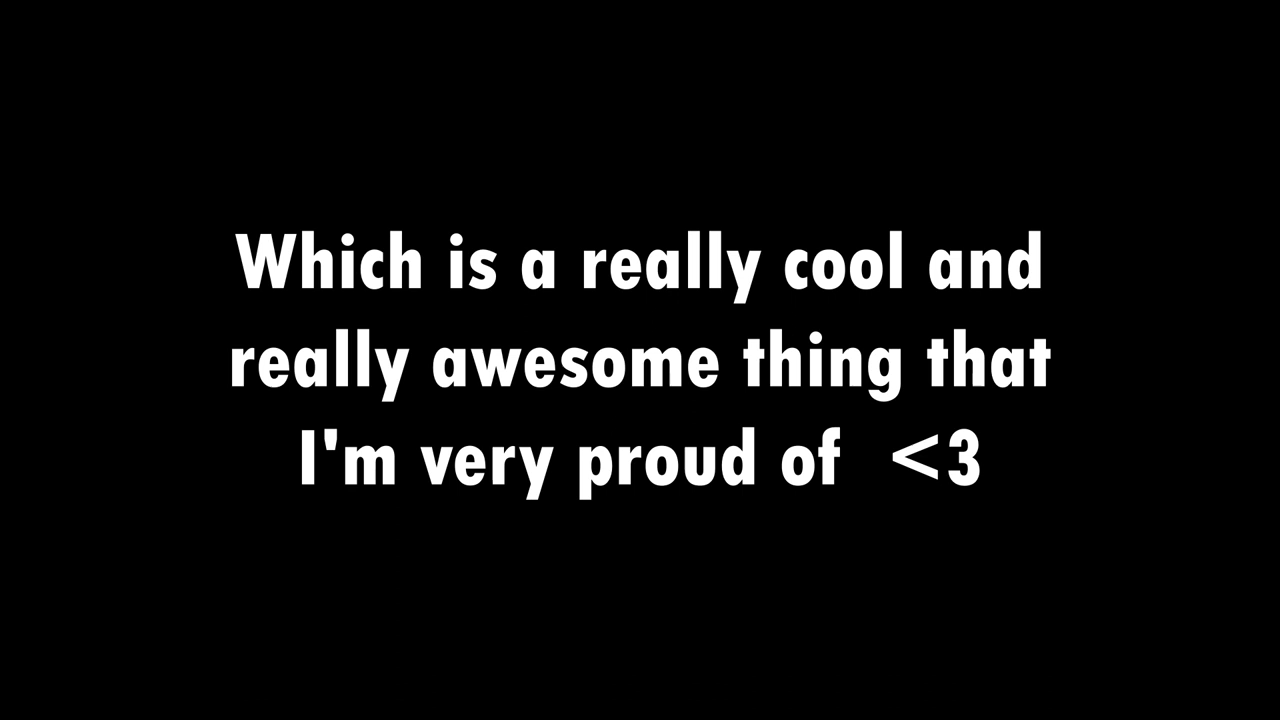 Which is a really cool and
really awesome thing that
I'm very proud of  <3